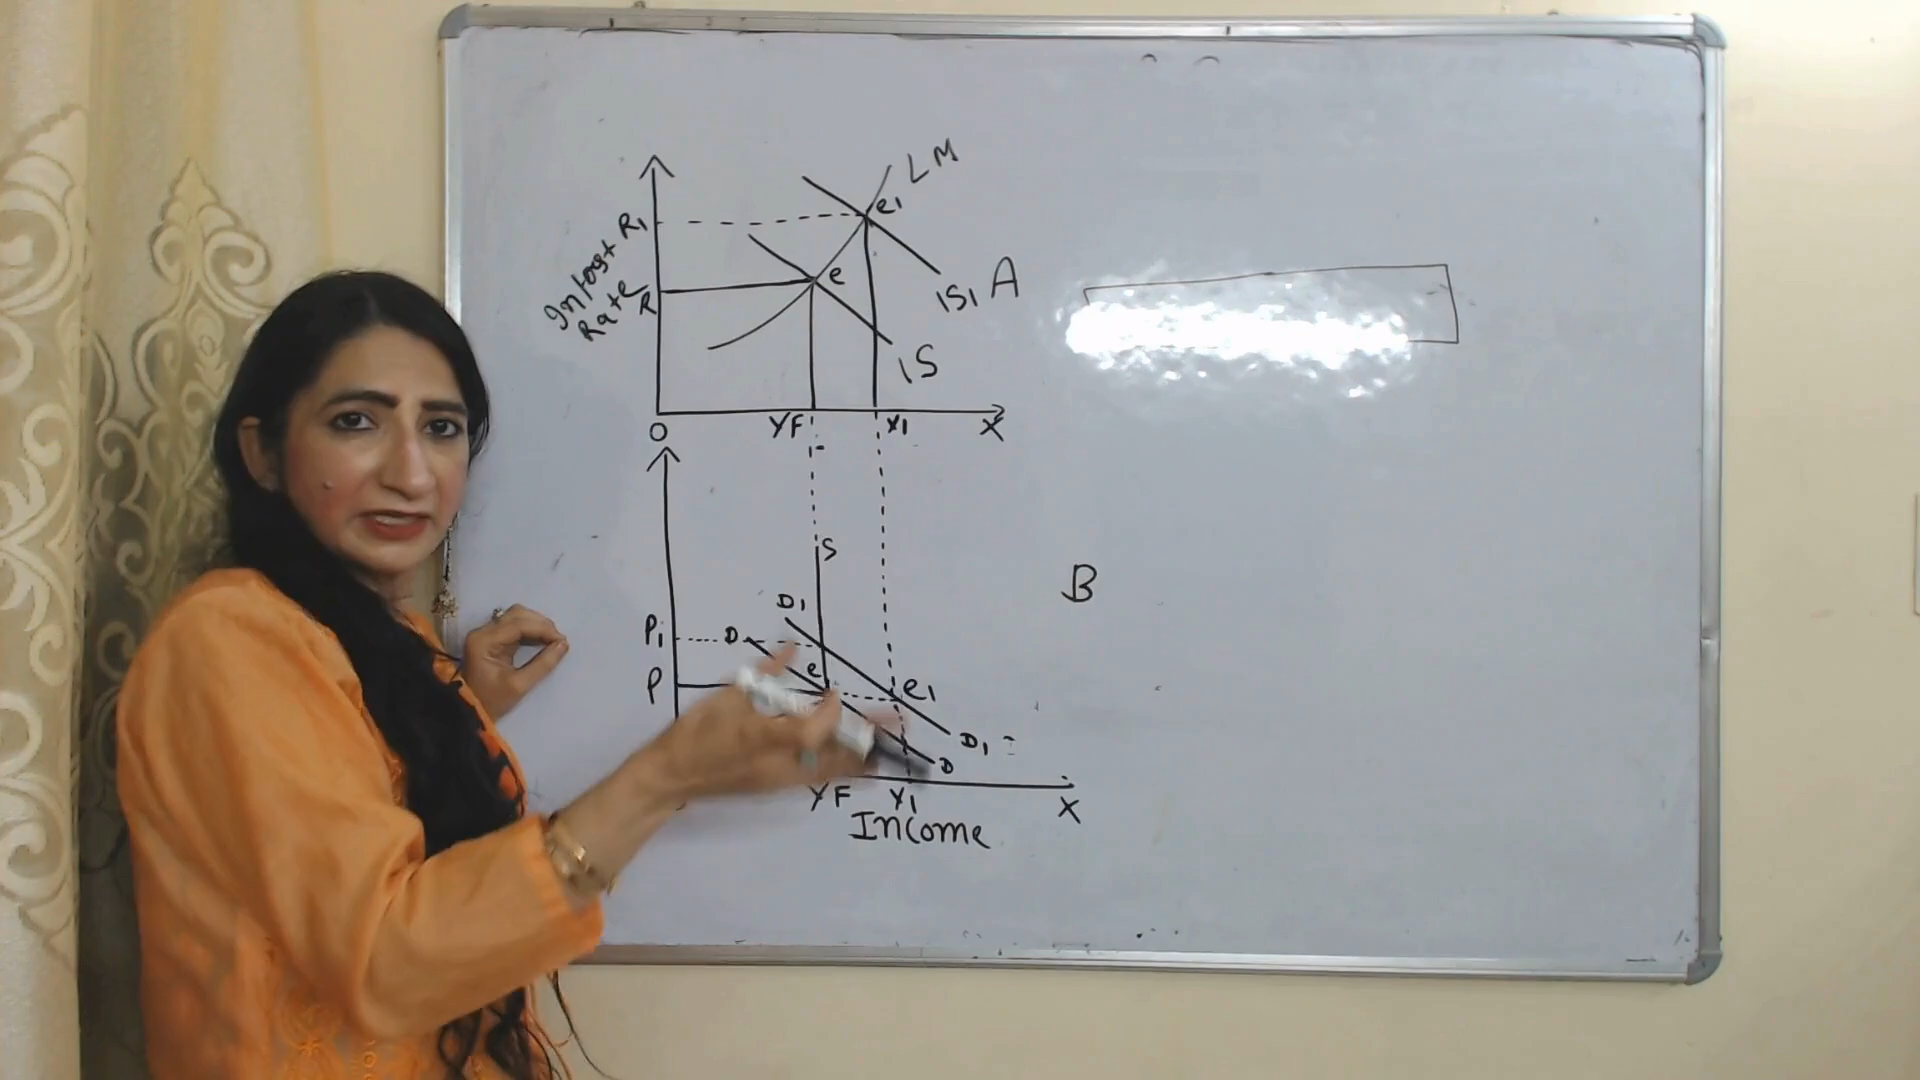 LM
R1
e1
Interest
Rate
R
e
IS1 A
IS
O
YF
Y1
X
S
D1
P1
D
e
P
e1
B
D1
D
YF
Y1
X
Income